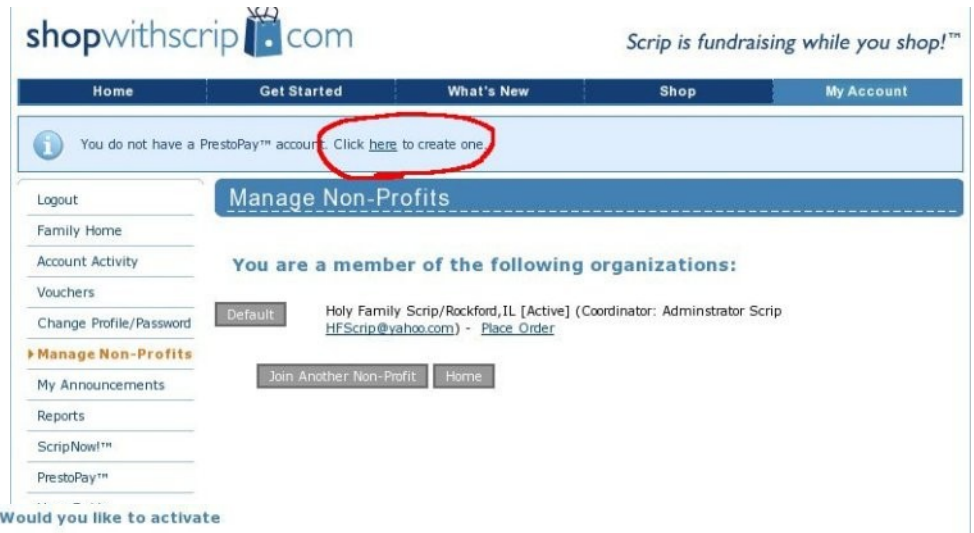 shopwithscrip.com
Scrip is fundraising while you shop!™
Home Get Started What's New Shop My Account
You do not have a PrestoPay™ account. Click here to create one.
Logout
Family Home
Account Activity
Vouchers
Change Profile/Password
Manage Non-Profits
My Announcements
Reports
ScripNow!™
PrestoPay™
Manage Non-Profits
You are a member of the following organizations:
Default
Holy Family Scrip/Rockford,IL [Active] (Coordinator: Adminstrator Scrip
HFScrip@yahoo.com) - Place Order
Join Another Non-Profit Home
Would you like to activate